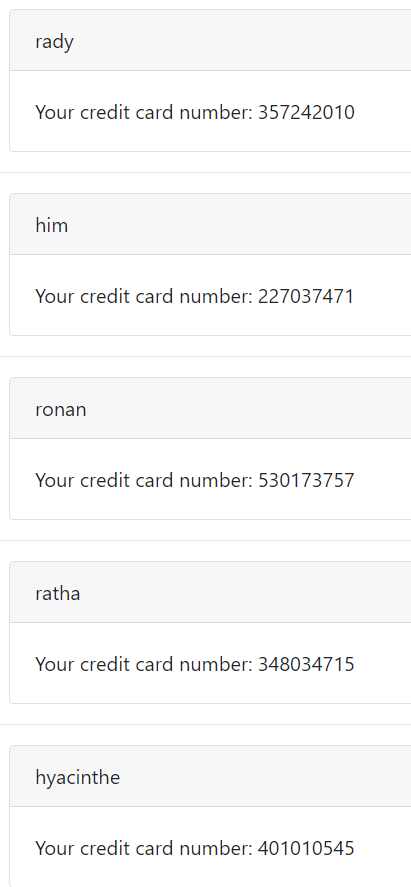 rady
Your credit card number: 357242010
him
Your credit card number: 227037471
ronan
Your credit card number: 530173757
ratha
Your credit card number: 348034715
hyacinthe
Your credit card number: 401010545